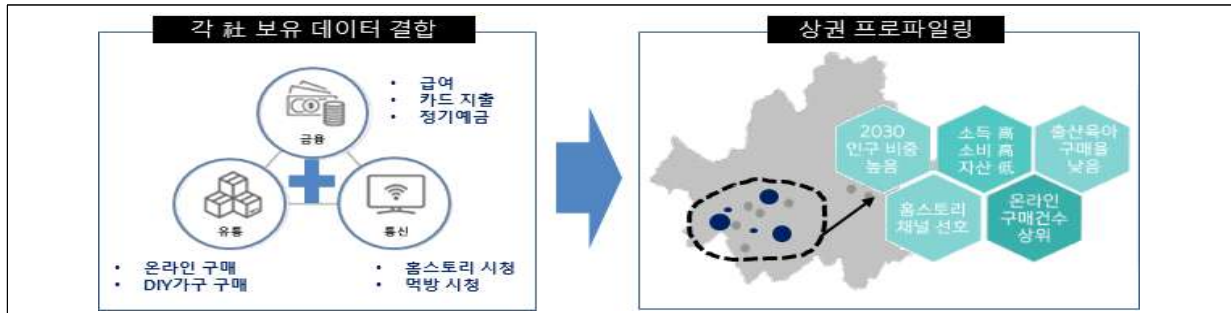 각 社 보유 데이터 결합
금융
• 급여
• 카드 지출
• 정기예금
유통
통신
• 온라인 구매
• DIY가구 구매
• 홈스토리 시청
• 먹방 시청
상권 프로파일링
2030
인구 비중
높음
소득 高
소비 高
자산 低
출산육아
구매율
낮음
홈스토리
채널 선호
온라인
구매건수
상위